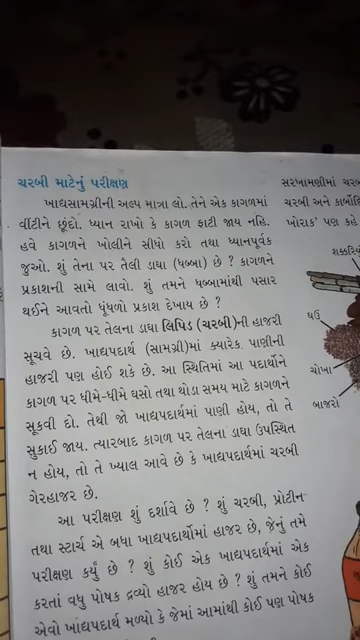 ચરબી માટેનું પરીક્ષણ
ખાદ્યસામગ્રીની અલ્પ માત્રા લો. તેને એક કાગળમાં
વીંટીને છૂંદો. ધ્યાન રાખો કે કાગળ ફાટી જાય નહિ.
હવે કાગળને ખોલીને સીધો કરો તથા ધ્યાનપૂર્વક
જુઓ. શું તેના પર તૈલી ડાઘા (ધબ્બા) છે ? કાગળને
પ્રકાશની સામે લાવો. શું તમને ધબ્બામાંથી પસાર
થઈને આવતો ધૂંધળો પ્રકાશ દેખાય છે ?
કાગળ પર તેલના ડાઘા લિપિડ (ચરબી)ની હાજરી
સૂચવે છે. ખાદ્યપદાર્થ (સામગ્રી)માં ક્યારેક પાણીની
હાજરી પણ હોઈ શકે છે. આ સ્થિતિમાં આ પદાર્થોને
કાગળ પર ધીમે-ધીમે ઘસો તથા થોડા સમય માટે કાગળને
સૂકવી દો. તેથી જો ખાદ્યપદાર્થમાં પાણી હોય, તો તે
સુકાઈ જાય. ત્યારબાદ કાગળ પર તેલના ડાઘા ઉપસ્થિત
ન હોય, તો તે ખ્યાલ આવે છે કે ખાદ્યપદાર્થમાં ચરબી
ગેરહાજર છે.
આ પરીક્ષણ શું દર્શાવે છે ? શું ચરબી, પ્રોટીન
તથા સ્ટાર્ચ એ બધા ખાદ્યપદાર્થોમાં હાજર છે, જેનું તમે
પરીક્ષણ કર્યું છે ? શું કોઈ એક ખાદ્યપદાર્થમાં એક
કરતાં વધુ પોષક દ્રવ્યો હાજર હોય છે ? શું તમને કોઈ
એવો ખાદ્યપદાર્થ મળ્યો કે જેમાં આમાંથી કોઈ પણ પોષક
સરખામણીમાં
ચરબી અને
ખોરાક' પણ કહે
ઘઉં
ચોખા
બાજરો